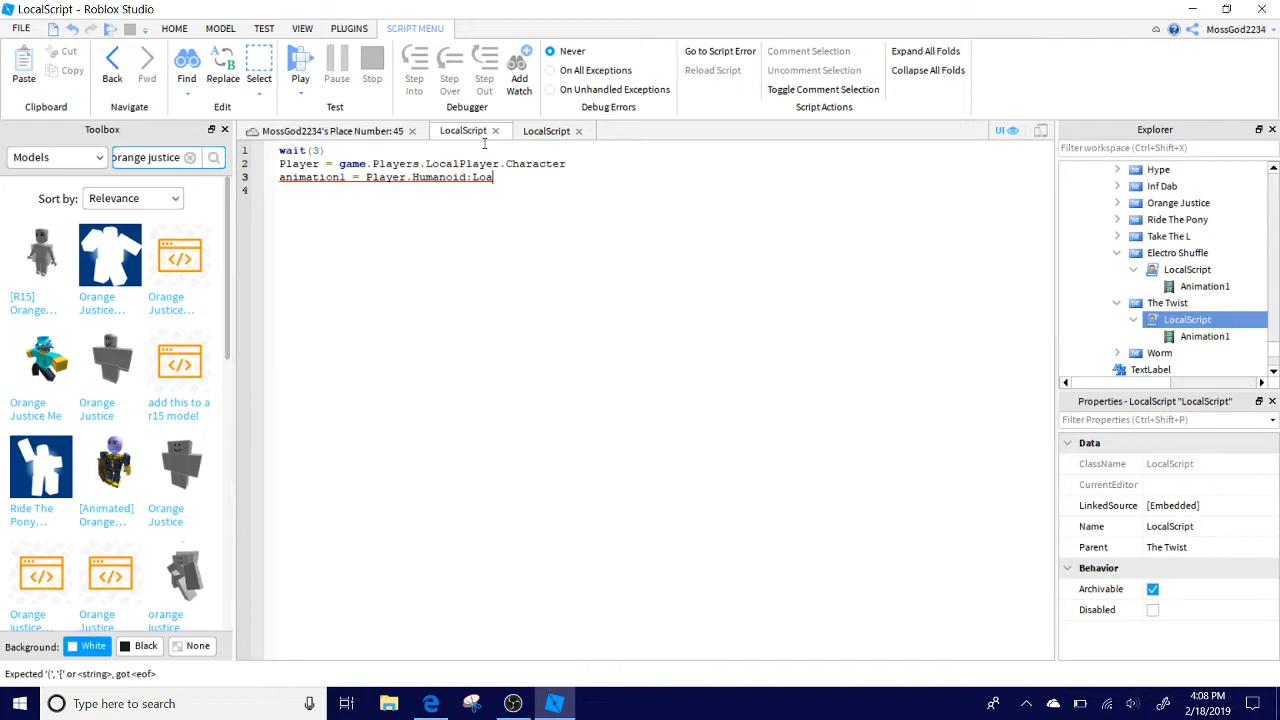 LocalScript - Roblox Studio
FILE HOME MODEL TEST VIEW PLUGINS SCRIPT MENU MossGod2234
Paste Cut Copy Back Fwd Find Replace Select Play Pause Stop Step Into Step Over Step Out Add Watch
Never
On All Exceptions
On Unhandled Exceptions
Go to Script Error
Reload Script
Comment Selection
Uncomment Selection
Toggle Comment Selection
Expand All Folds
Collapse All Folds
Clipboard Navigate Edit Test Debugger Debug Errors Script Actions
Toolbox
Models
orange justice
Sort by: Relevance
[R15] Orange...
Orange Justice...
Orange Justice...
Orange Justice Me
Orange Justice
add this to a r15 model
Ride The Pony...
[Animated] Orange...
Orange Justice
Orange justice...
Orange Justice
orange justice
Background: White Black None
MossGod2234's Place Number: 45
LocalScript
LocalScript
UI
1 wait(3)
2 Player = game.Players.LocalPlayer.Character
3 animation1 = Player.Humanoid:Loa
4
Explorer
Filter workspace (Ctrl+Shift+X)
Hype
Inf Dab
Orange Justice
Ride The Pony
Take The L
Electro Shuffle
LocalScript
Animation1
The Twist
LocalScript
Animation1
Worm
TextLabel
Properties - LocalScript "LocalScript"
Filter Properties (Ctrl+Shift+P)
Data
ClassName LocalScript
CurrentEditor
LinkedSource [Embedded]
Name LocalScript
Parent The Twist
Behavior
Archivable
Disabled
Expected '(', '{' or <string>, got <eof>
Type here to search
4:08 PM
2/18/2019